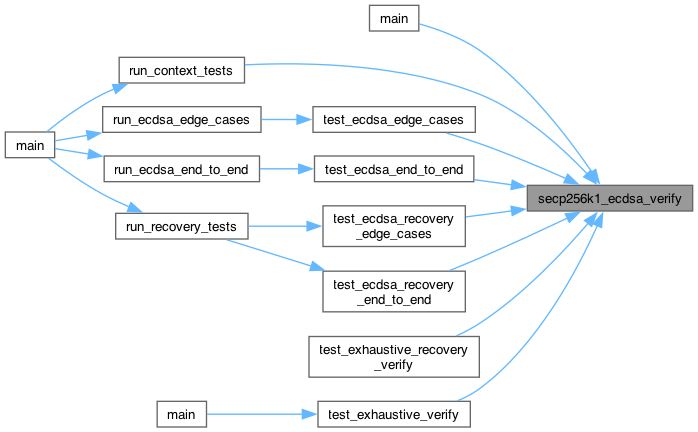 main
run_context_tests
run_ecdsa_edge_cases
test_ecdsa_edge_cases
main
run_ecdsa_end_to_end
test_ecdsa_end_to_end
secp256k1_ecdsa_verify
run_recovery_tests
test_ecdsa_recovery
_edge_cases
test_ecdsa_recovery
_end_to_end
test_exhaustive_recovery
_verify
main
test_exhaustive_verify